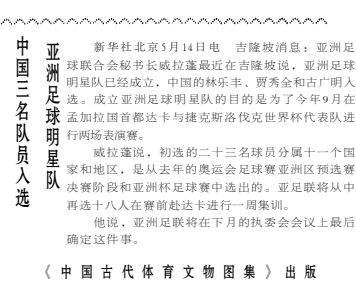 亚洲足球明星队
中国三名队员入选
新华社北京5月14日电　吉隆坡消息：亚洲足
球联合会秘书长威拉蓬最近在吉隆坡说，亚洲足球
明星队已经成立，中国的林乐丰、贾秀全和古广明入
选。成立亚洲足球明星队的目的是为了今年9月在
孟加拉国首都达卡与捷克斯洛伐克世界杯代表队进
行两场表演赛。
威拉蓬说，初选的二十三名球员分属十一个国
家和地区，是从去年的奥运会足球赛亚洲区预选赛
决赛阶段和亚洲杯足球赛中选出的。亚足联将从中
再选十八人在赛前赴达卡进行一周集训。
他说，亚洲足联将在下月的执委会会议上最后
确定这件事。
《中国古代体育文物图集》出版